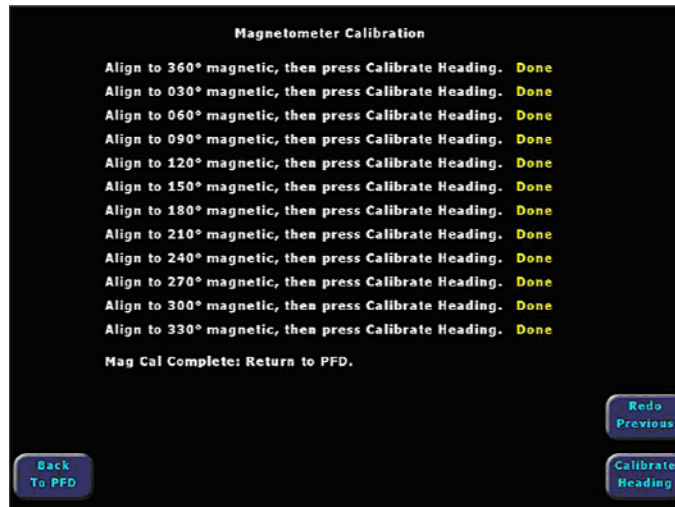 Magnetometer Calibration
Align to 360° magnetic, then press Calibrate Heading. Done
Align to 030° magnetic, then press Calibrate Heading. Done
Align to 060° magnetic, then press Calibrate Heading. Done
Align to 090° magnetic, then press Calibrate Heading. Done
Align to 120° magnetic, then press Calibrate Heading. Done
Align to 150° magnetic, then press Calibrate Heading. Done
Align to 180° magnetic, then press Calibrate Heading. Done
Align to 210° magnetic, then press Calibrate Heading. Done
Align to 240° magnetic, then press Calibrate Heading. Done
Align to 270° magnetic, then press Calibrate Heading. Done
Align to 300° magnetic, then press Calibrate Heading. Done
Align to 330° magnetic, then press Calibrate Heading. Done
Mag Cal Complete: Return to PFD.
Redo
Previous
Back
To PFD
Calibrate
Heading